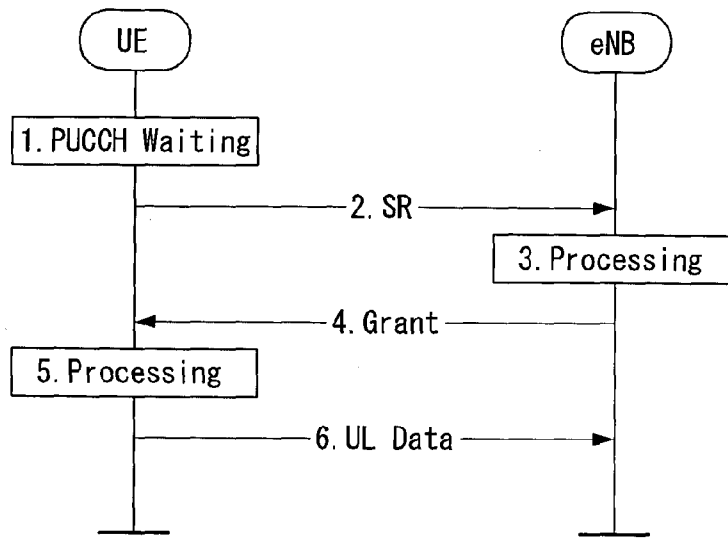 UE
eNB
1. PUCCH Waiting
2. SR
3. Processing
4. Grant
5. Processing
6. UL Data